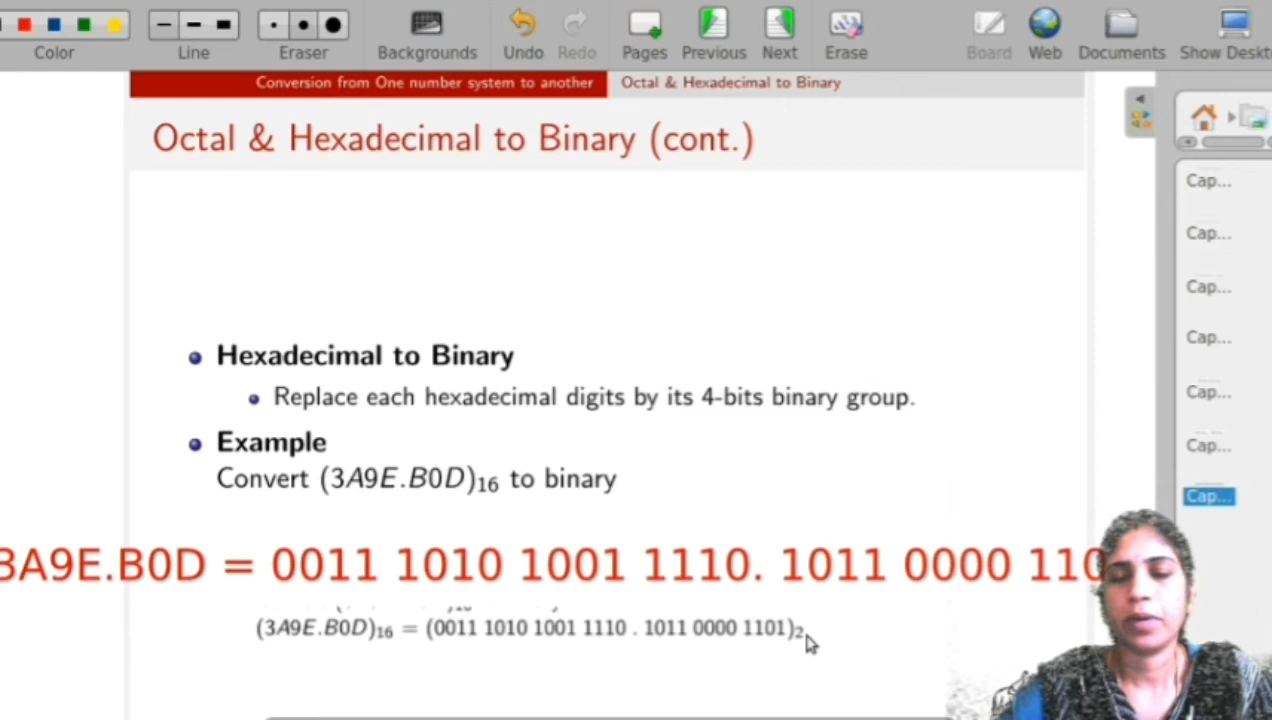 Color Line Eraser Backgrounds Undo Redo Pages Previous Next Erase Board Web Documents Show
Conversion from One number system to another Octal & Hexadecimal to Binary
Octal & Hexadecimal to Binary (cont.)
Cap...
Cap...
Cap...
Cap...
Hexadecimal to Binary
Replace each hexadecimal digits by its 4-bits binary group.
Cap...
Example
Cap...
Convert (3A9E.B0D)16 to binary
Cap...
3A9E.B0D = 0011 1010 1001 1110. 1011 0000 110
(3A9E.B0D)16 = (0011 1010 1001 1110 . 1011 0000 1101)2